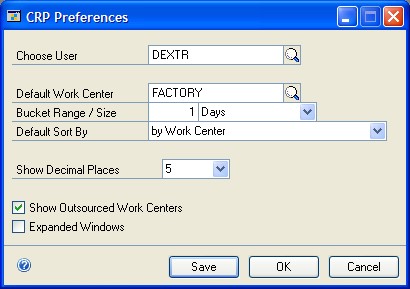 CRP Preferences
Choose User DEXTR
Default Work Center FACTORY
Bucket Range / Size 1 Days
Default Sort By by Work Center
Show Decimal Places 5
Show Outsourced Work Centers
Expanded Windows
Save OK Cancel